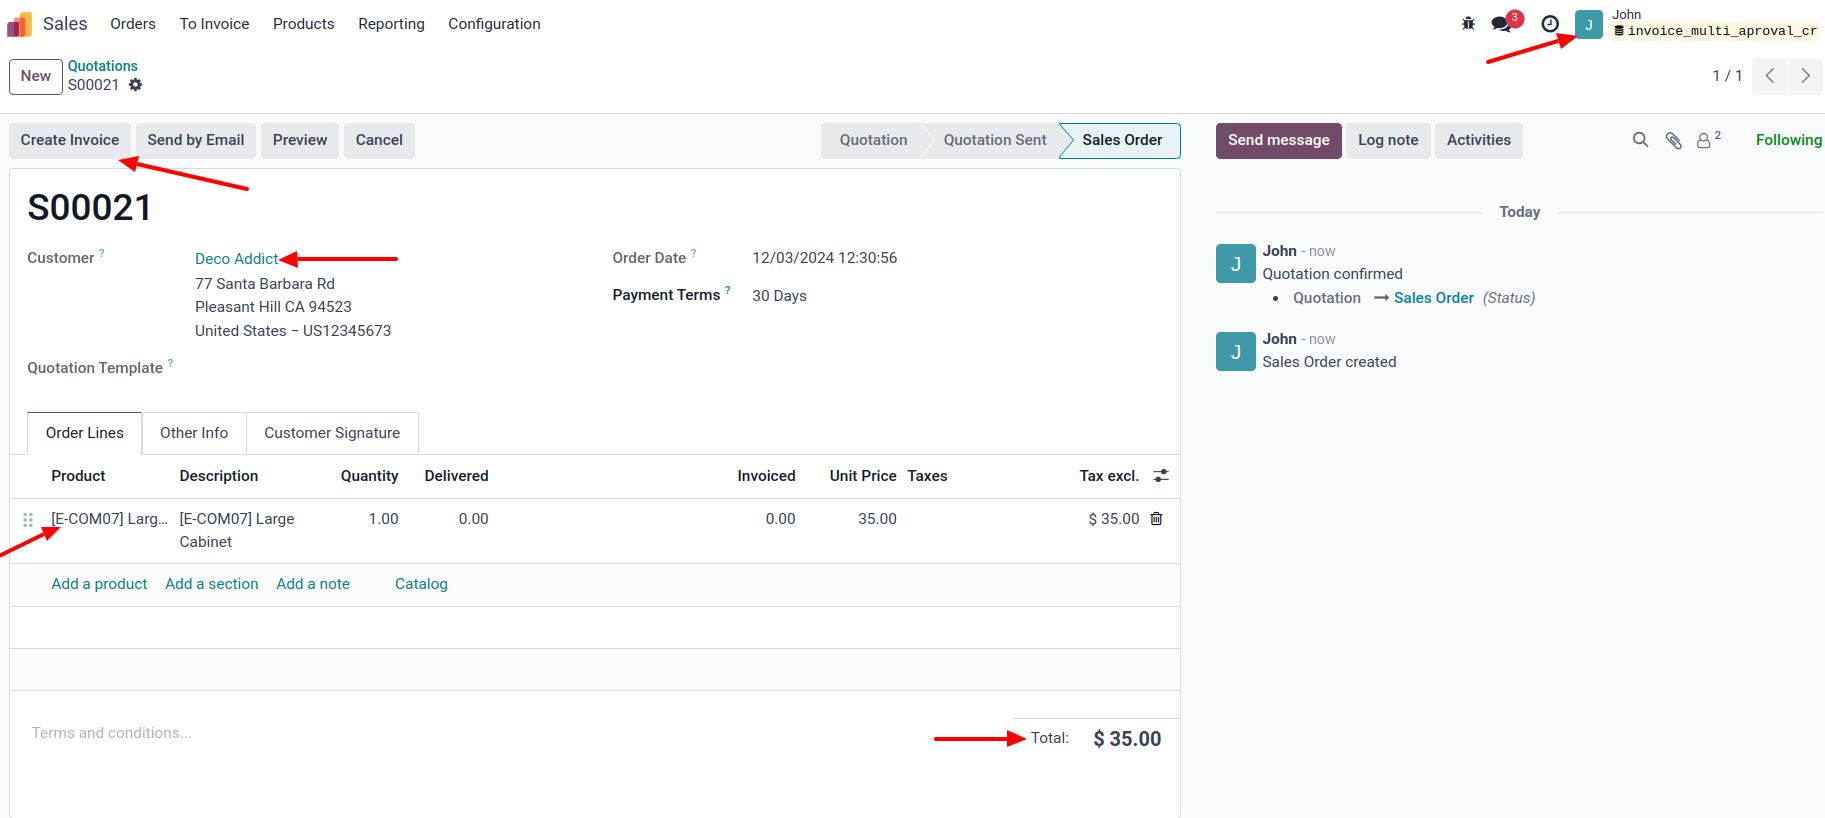 Sales Orders To Invoice Products Reporting Configuration 3 J John
invoice_multi_aproval_cr
New Quotations
S00021 1 / 1
Create Invoice Send by Email Preview Cancel Quotation Quotation Sent Sales Order Send message Log note Activities 2 Following
S00021
Customer ? Deco Addict
77 Santa Barbara Rd
Pleasant Hill CA 94523
United States – US12345673
Order Date ? 12/03/2024 12:30:56
Payment Terms ? 30 Days
Quotation Template ?
Order Lines Other Info Customer Signature
Product Description Quantity Delivered Invoiced Unit Price Taxes Tax excl.
[E-COM07] Larg... [E-COM07] Large 1.00 0.00 0.00 35.00 $ 35.00
Cabinet
Add a product Add a section Add a note Catalog
Terms and conditions...
Total: $ 35.00
Today
J John - now
Quotation confirmed
• Quotation → Sales Order (Status)
J John - now
Sales Order created